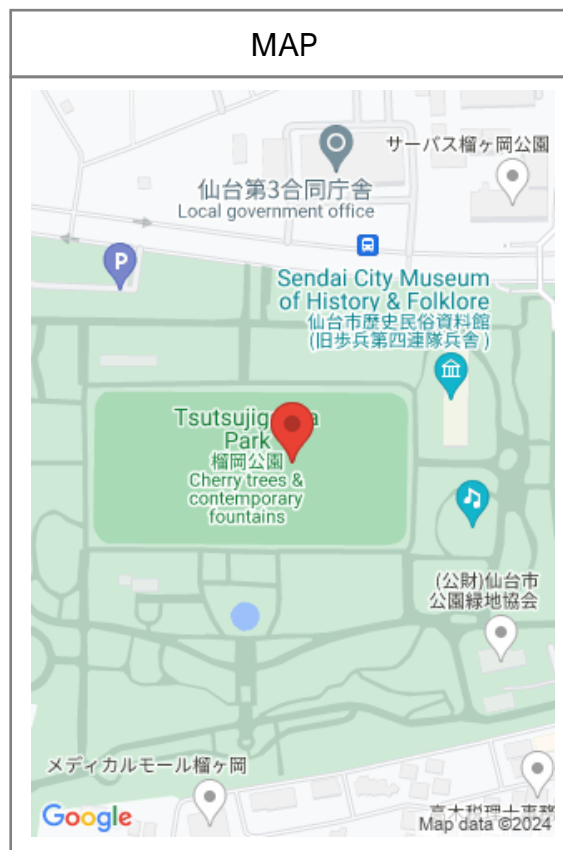 MAP
サーパス榴ヶ岡公園
仙台第3合同庁舎
Local government office
P
Sendai City Museum
of History & Folklore
仙台市歴史民俗資料館
(旧歩兵第四連隊兵舎 )
Park
榴岡公園
Cherry trees &
contemporary
fountains
(公財)仙台市
公園緑地協会
メディカルモール榴ヶ岡
Google
Map data ©2024